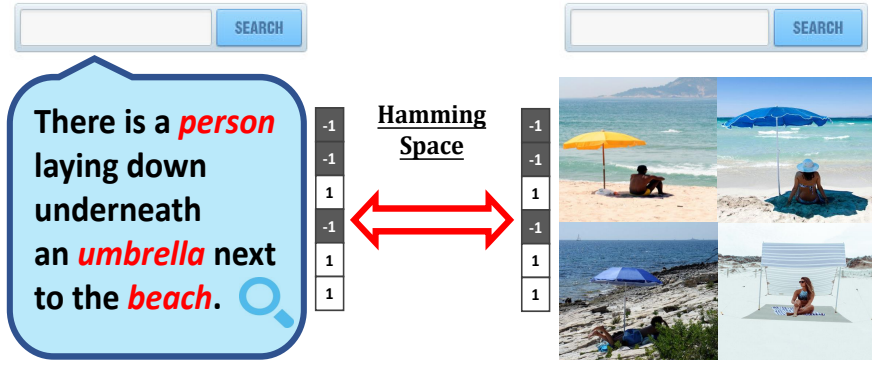 SEARCH
SEARCH
There is a person
laying down
underneath
an umbrella next
to the beach.
-1
-1
1
-1
1
1
Hamming
Space
-1
-1
1
-1
1
1